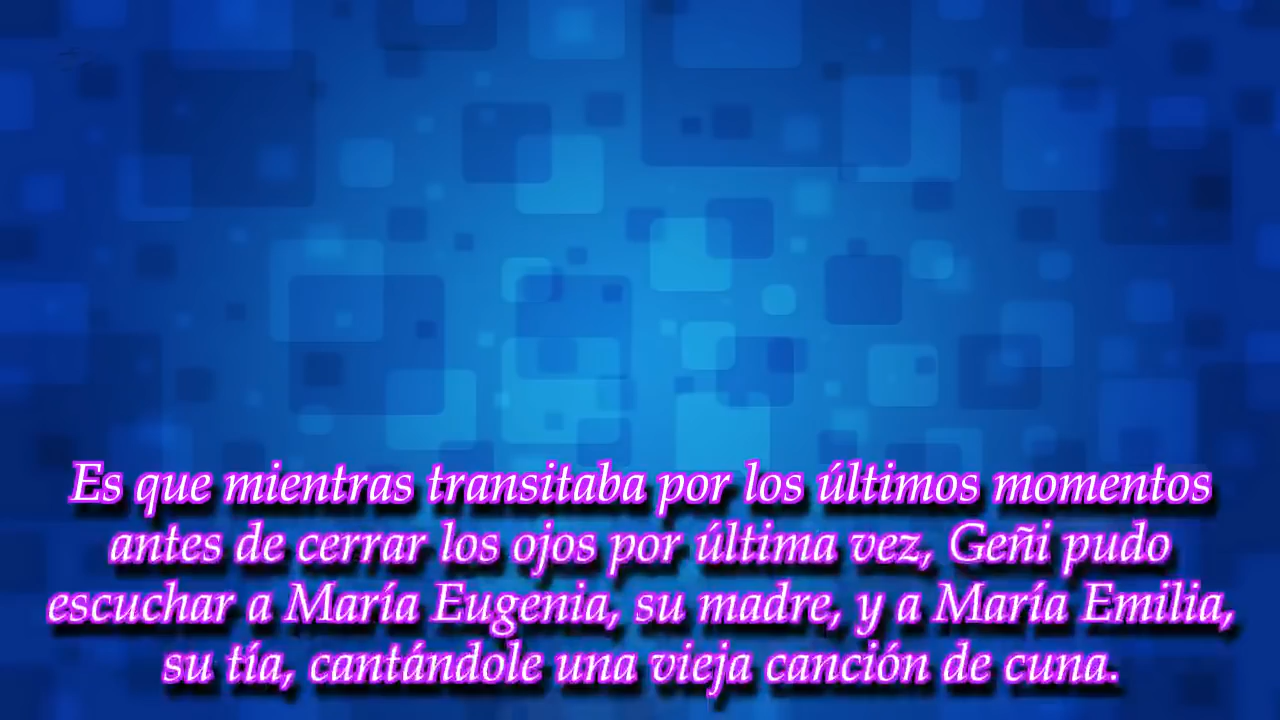 Es que mientras transitaba por los últimos momentos
antes de cerrar los ojos por última vez, Geñi pudo
escuchar a María Eugenia, su madre, y a María Emilia,
su tía, cantándole una vieja canción de cuna.